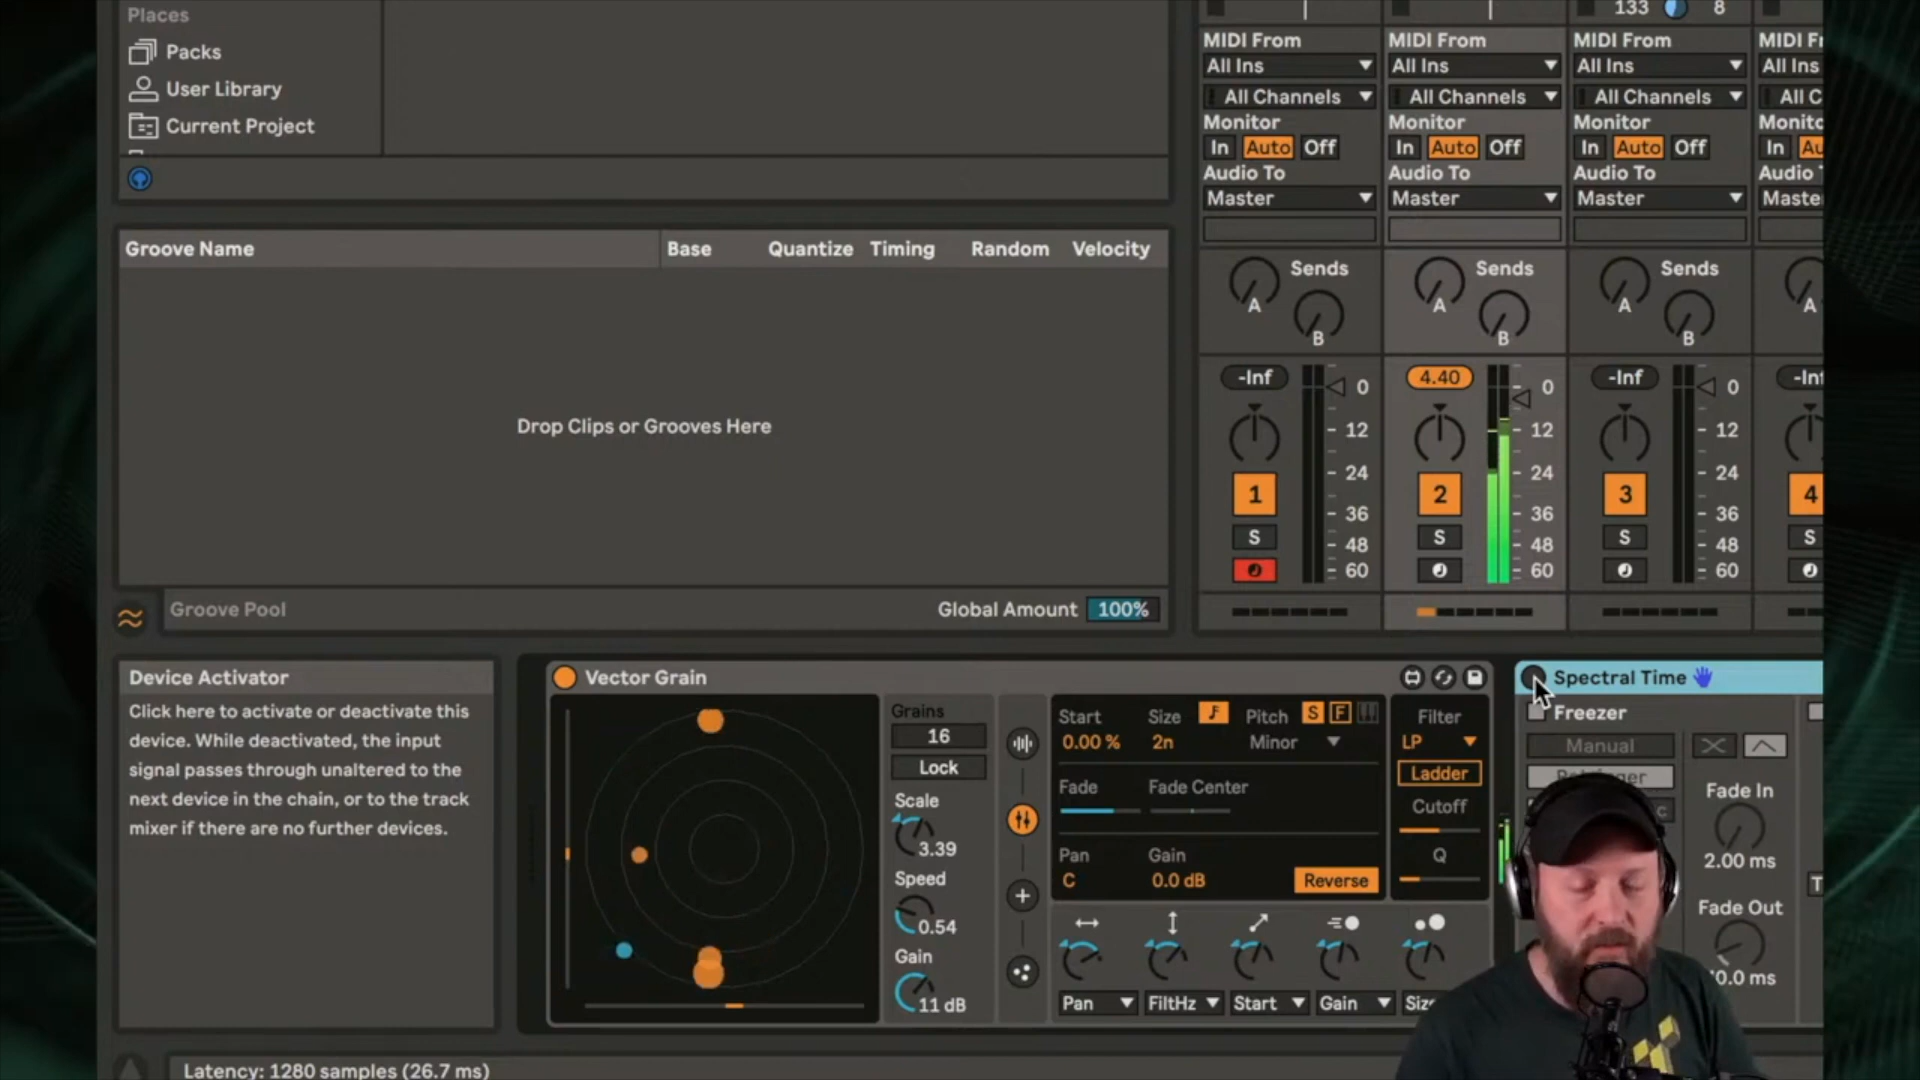 Places
Packs
User Library
Current Project
133 8
MIDI From MIDI From MIDI From
All Ins All Ins All Ins All Ins
All Channels All Channels All Channels
Monitor Monitor Monitor
In Auto Off In Auto Off In Auto Off In
Audio To Audio To Audio To Audio
Master Master Master
Groove Name Base Quantize Timing Random Velocity
Sends Sends Sends
A A A A
B B B
-Inf 0 4.40 0 -Inf 0
12 12 12
24 24 24
1 2 3 4
36 36 36
S S S S
48 48 48
60 60 60
Drop Clips or Grooves Here
Groove Pool Global Amount 100%
Device Activator
Click here to activate or deactivate this
device. While deactivated, the input
signal passes through unaltered to the
next device in the chain, or to the track
mixer if there are no further devices.
Vector Grain
Grains
16
Lock
Scale
3.39
Speed
0.54
Gain
11 dB
Start Size Pitch S F
0.00 % 2n Minor
Fade Fade Center
Pan Gain
C 0.0 dB Reverse
Filter
LP
Ladder
Cutoff
Q
Pan FiltHz Start Gain
Spectral Time
Freezer
Manual
Fade In
2.00 ms
Fade Out
Latency: 1280 samples (26.7 ms)